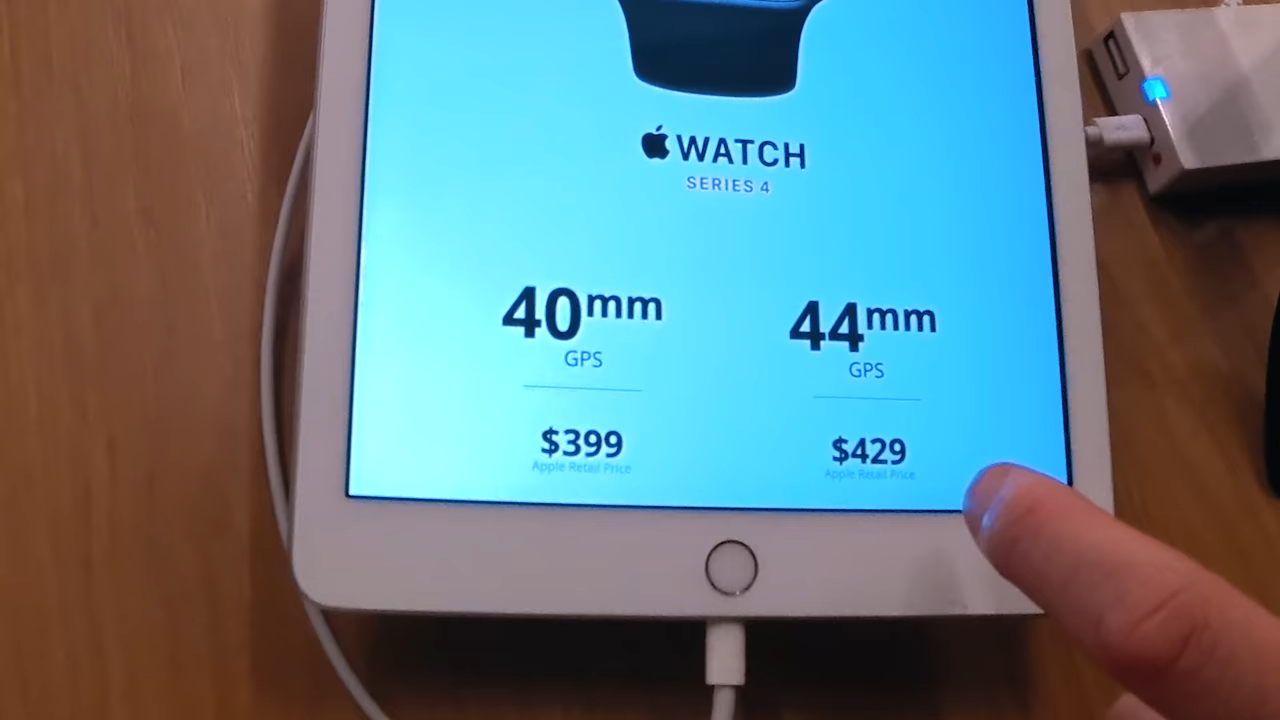 WATCH
SERIES 4
40mm
GPS
$399
Apple Retail Price
44mm
GPS
$429
Apple Retail Price